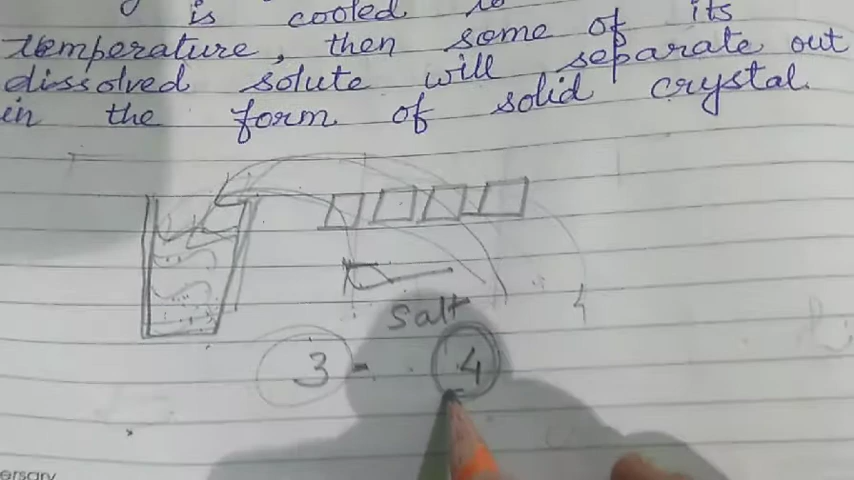 is cooled
temperature, then some of its
dissolved solute will separate out
in the form of solid crystal.
Salt
3 - 4
ersary